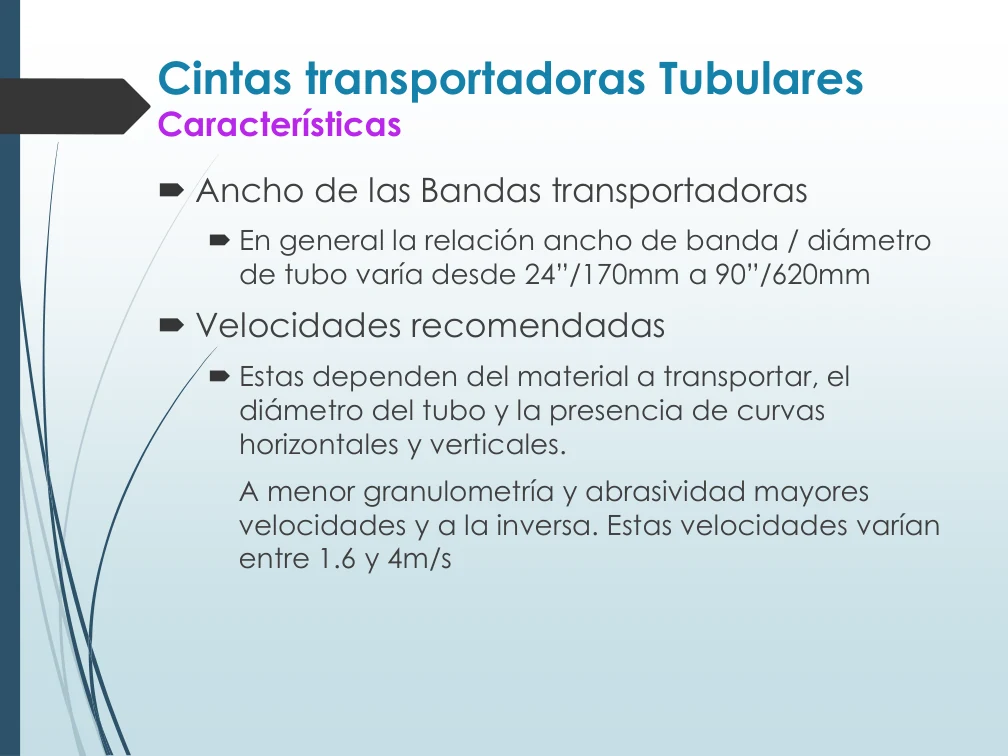 Cintas transportadoras Tubulares
Características
Ancho de las Bandas transportadoras
En general la relación ancho de banda / diámetro
de tubo varía desde 24”/170mm a 90”/620mm
Velocidades recomendadas
Estas dependen del material a transportar, el
diámetro del tubo y la presencia de curvas
horizontales y verticales.
A menor granulometría y abrasividad mayores
velocidades y a la inversa. Estas velocidades varían
entre 1.6 y 4m/s